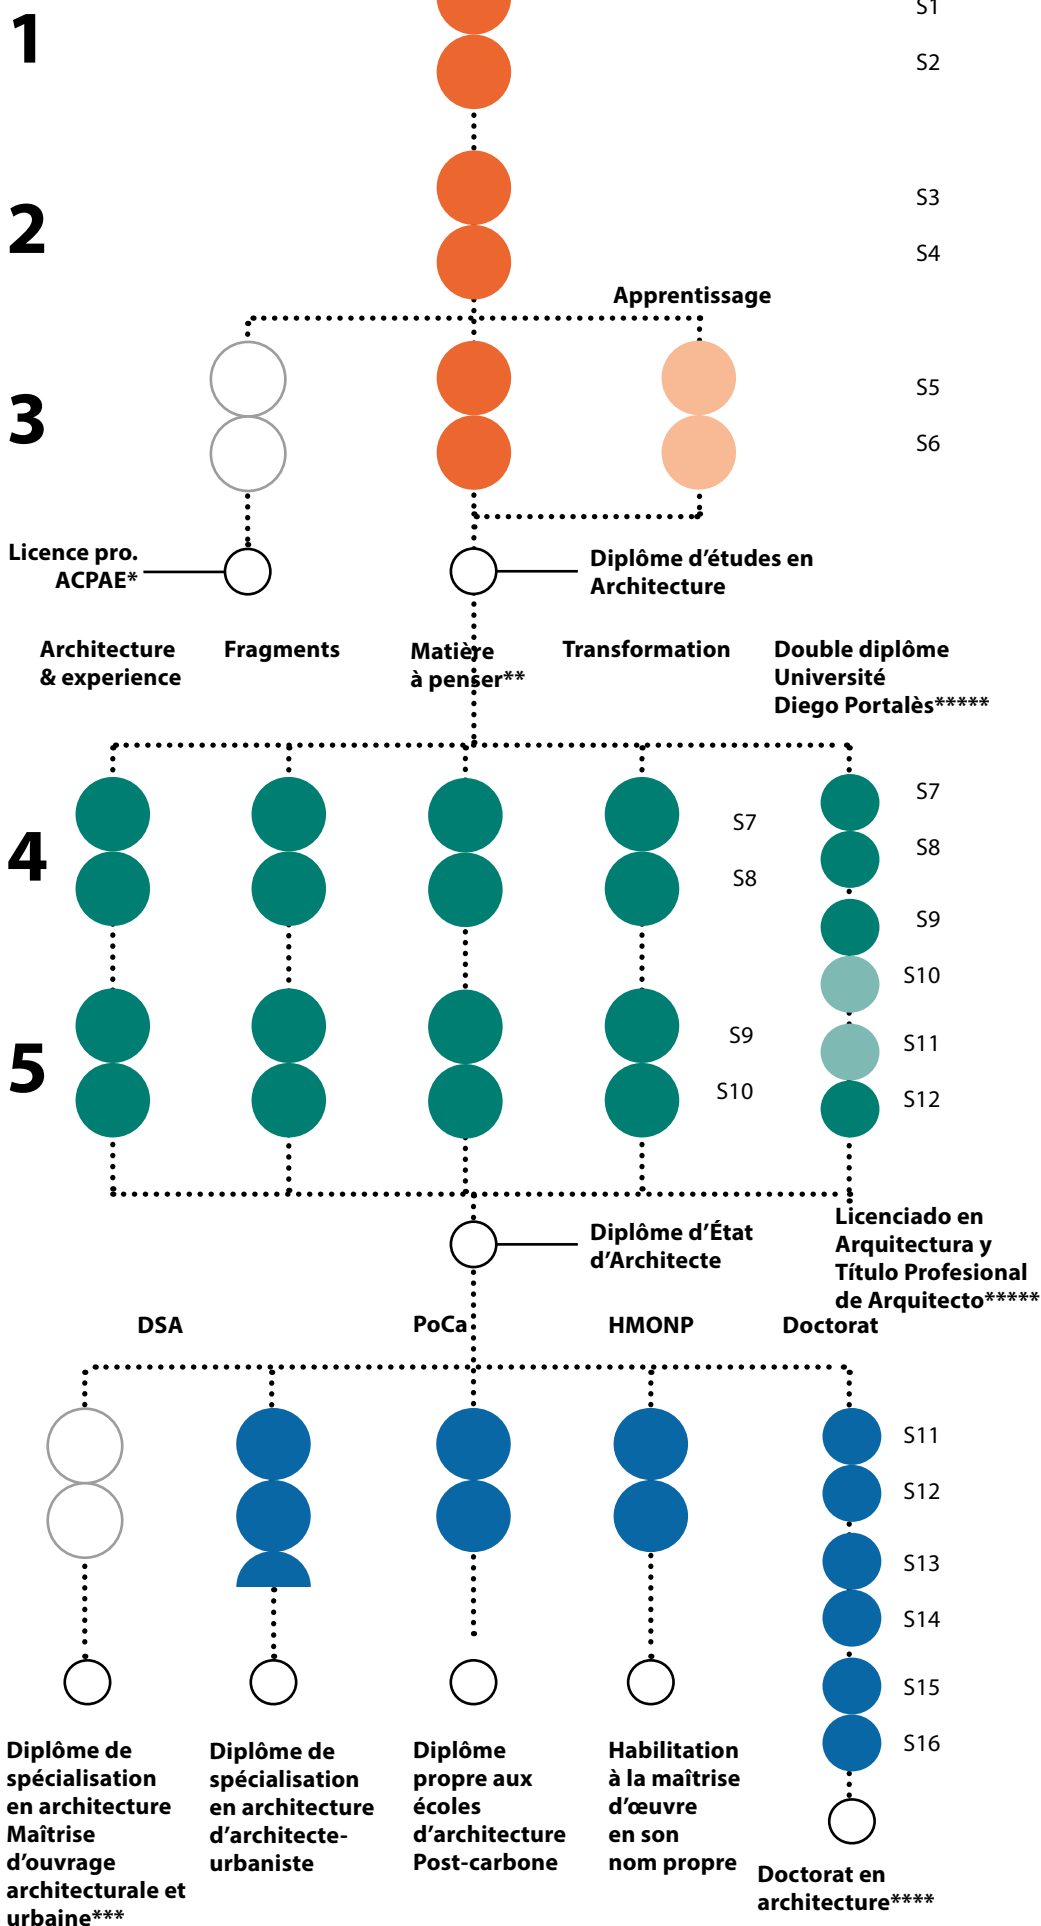 1
S1
S2
2
S3
S4
Apprentissage
3
S5
S6
Licence pro.
ACPAE*
Diplôme d’études en
Architecture
Architecture
& experience
Fragments
Matière
à penser**
Transformation
Double diplôme
Université
Diego Portalès*****
4
S7
S8
S7
S8
S9
S10
5
S9
S10
S11
S12
Diplôme d’État
d’Architecte
Licenciado en
Arquitectura y
Título Profesional
de Arquitecto*****
DSA
PoCa
HMONP
Doctorat
S11
S12
S13
S14
S15
S16
Diplôme de
spécialisation
en architecture
Maîtrise
d’ouvrage
architecturale et
urbaine***
Diplôme de
spécialisation
en architecture
d’architecte-
urbaniste
Diplôme
propre aux
écoles
d’architecture
Post-carbone
Habilitation
à la maîtrise
d’œuvre
en son
nom propre
Doctorat en
architecture****